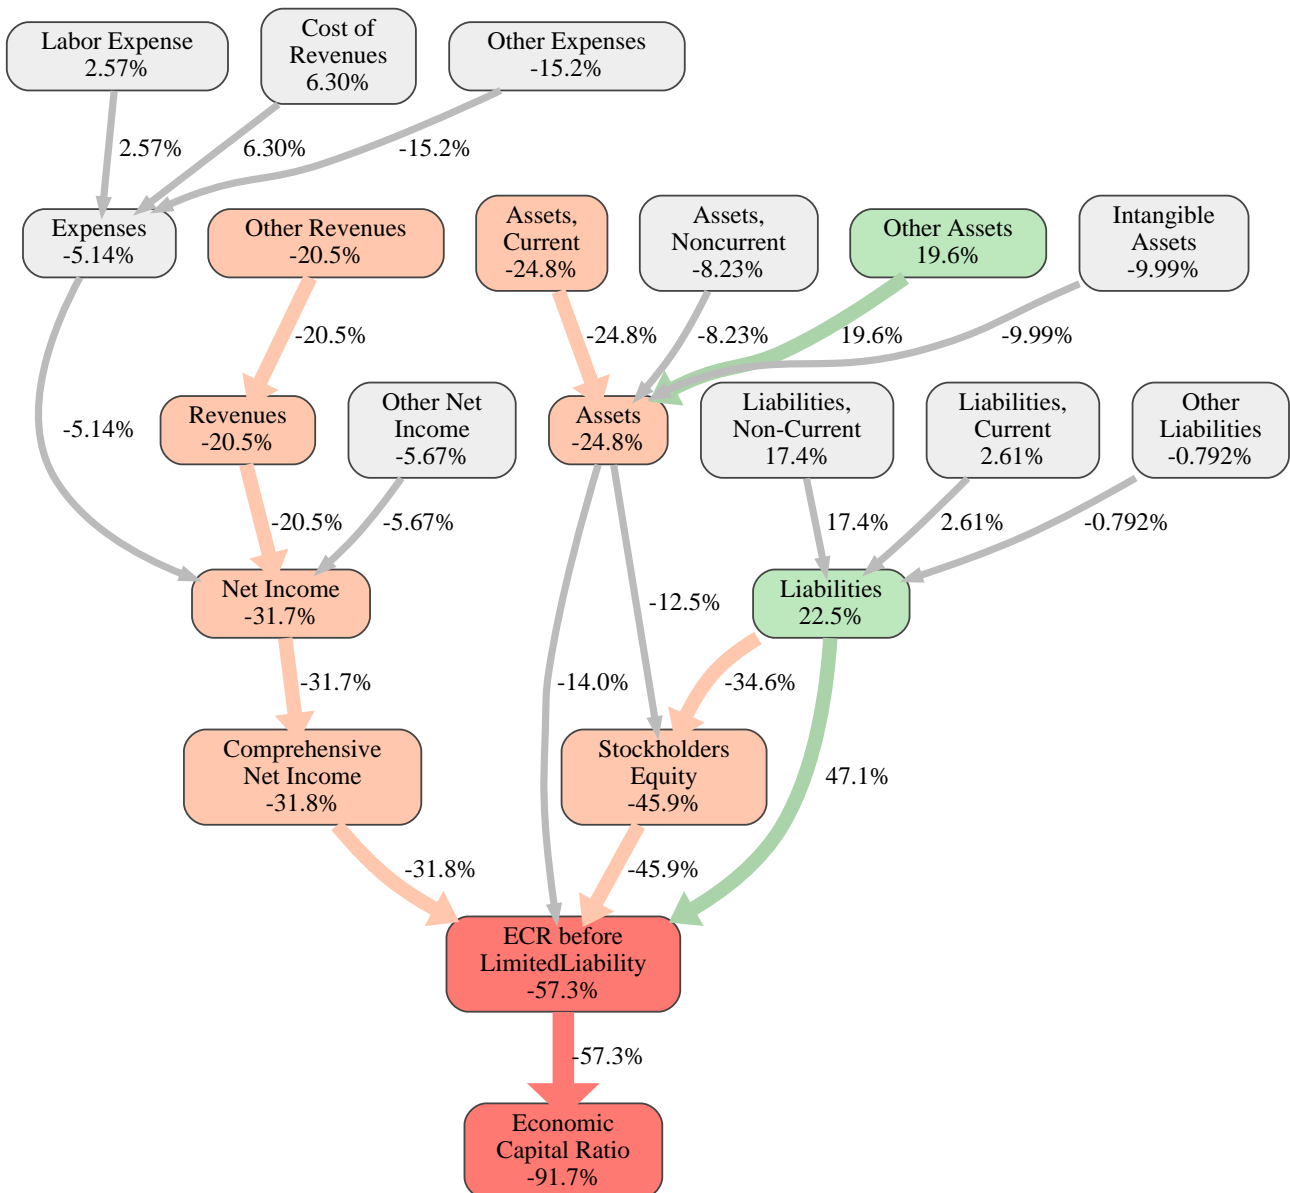 Labor Expense
2.57%
Cost of
Revenues
6.30%
Other Expenses
-15.2%
2.57%
6.30%
-15.2%
Expenses
-5.14%
Other Revenues
-20.5%
Assets,
Current
-24.8%
Assets,
Noncurrent
-8.23%
Other Assets
19.6%
Intangible
Assets
-9.99%
-20.5%
-24.8%
-8.23%
19.6%
-9.99%
-5.14%
Revenues
-20.5%
Other Net
Income
-5.67%
Assets
-24.8%
Liabilities,
Non-Current
17.4%
Liabilities,
Current
2.61%
Other
Liabilities
-0.792%
-20.5%
-5.67%
17.4%
2.61%
-0.792%
Net Income
-31.7%
-12.5%
Liabilities
22.5%
-31.7%
-14.0%
-34.6%
Comprehensive
Net Income
-31.8%
Stockholders
Equity
-45.9%
47.1%
-31.8%
-45.9%
ECR before
LimitedLiability
-57.3%
-57.3%
Economic
Capital Ratio
-91.7%